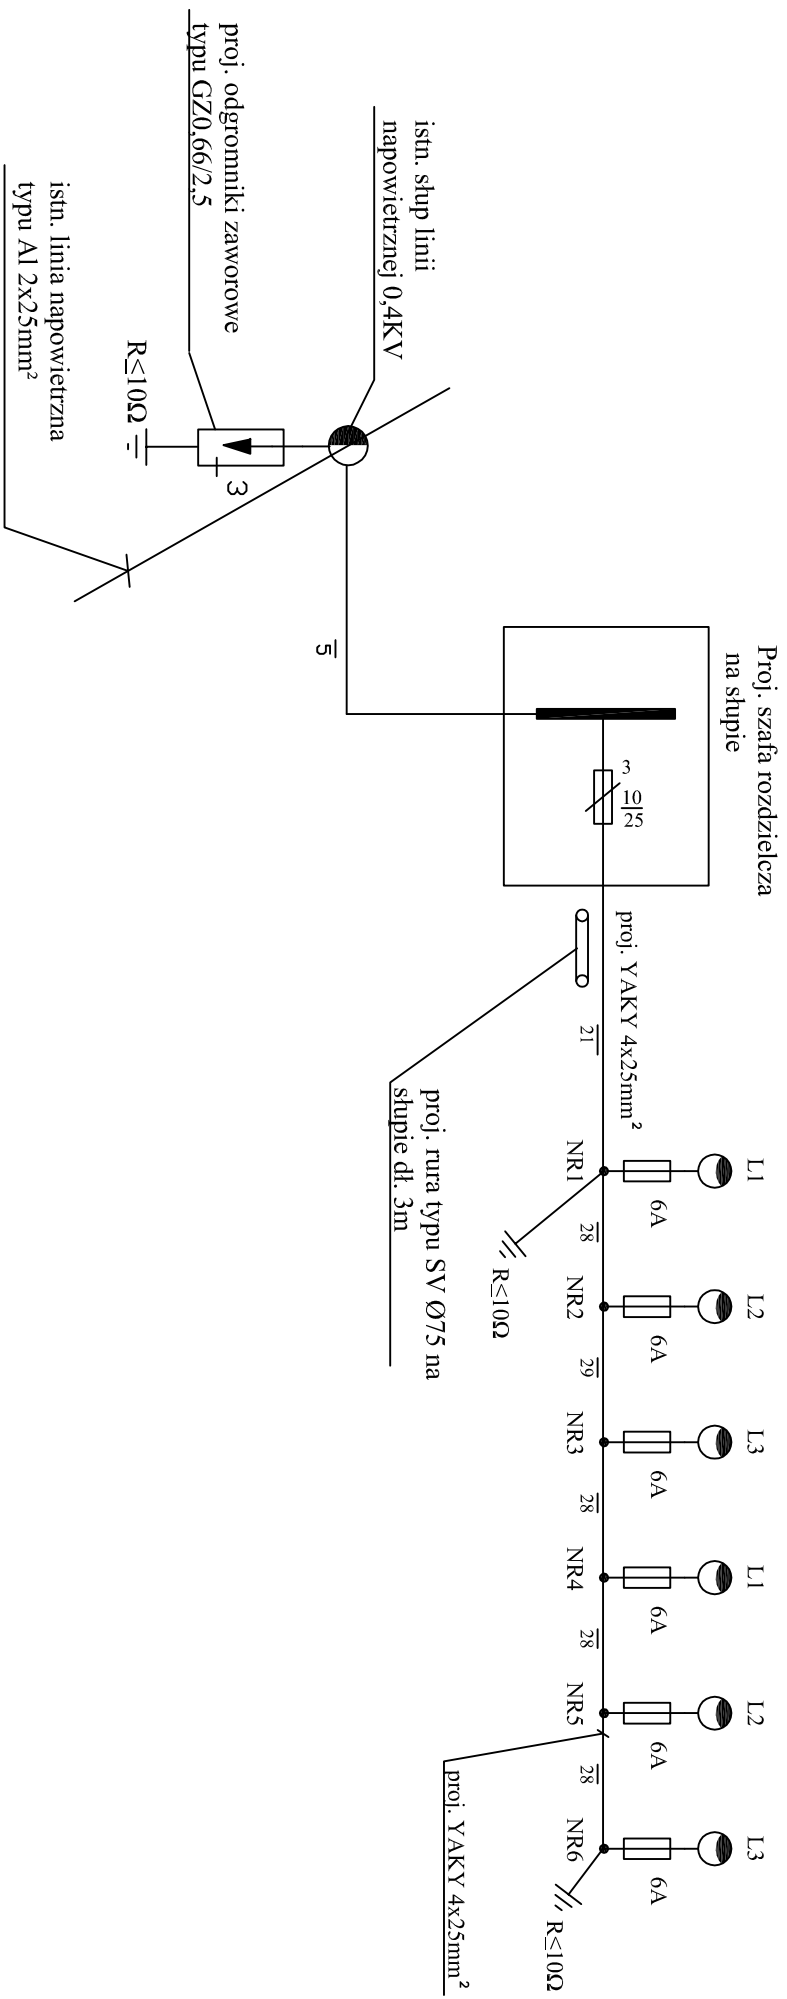 istn. słup linii
napowietrznej 0,4KV
proj. odgromniki zaworowe
typu GZ0,66/2,5
istn. linia napowietrzna
typu Al 2x25mm²
R≤10Ω
3
5
Proj. szafa rozdzielcza
na słupie
3
10
25
proj. YAKY 4x25mm²
21
proj. rura typu SV Ø75 na
słupie dł. 3m
L1
6A
NR1
R≤10Ω
28
L2
6A
NR2
29
L3
6A
NR3
28
L1
6A
NR4
28
L2
6A
NR5
28
proj. YAKY 4x25mm²
L3
6A
NR6
R≤10Ω